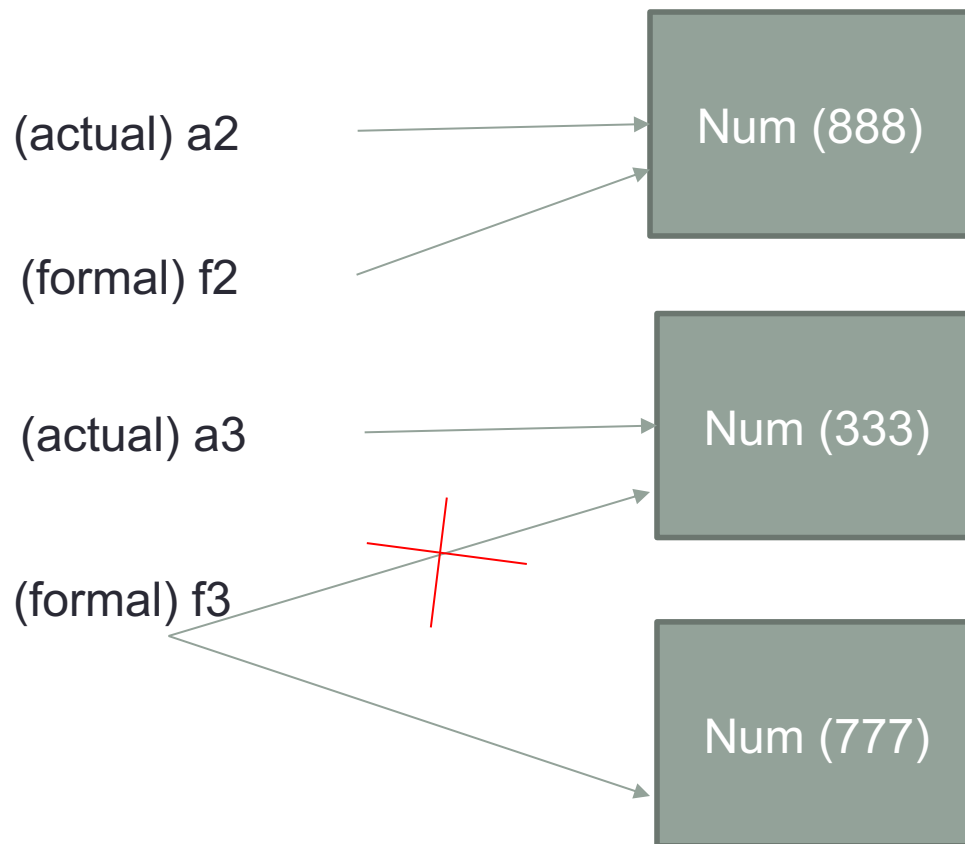 (actual) a2
Num (888)
(formal) f2
(actual) a3
Num (333)
(formal) f3
Num (777)